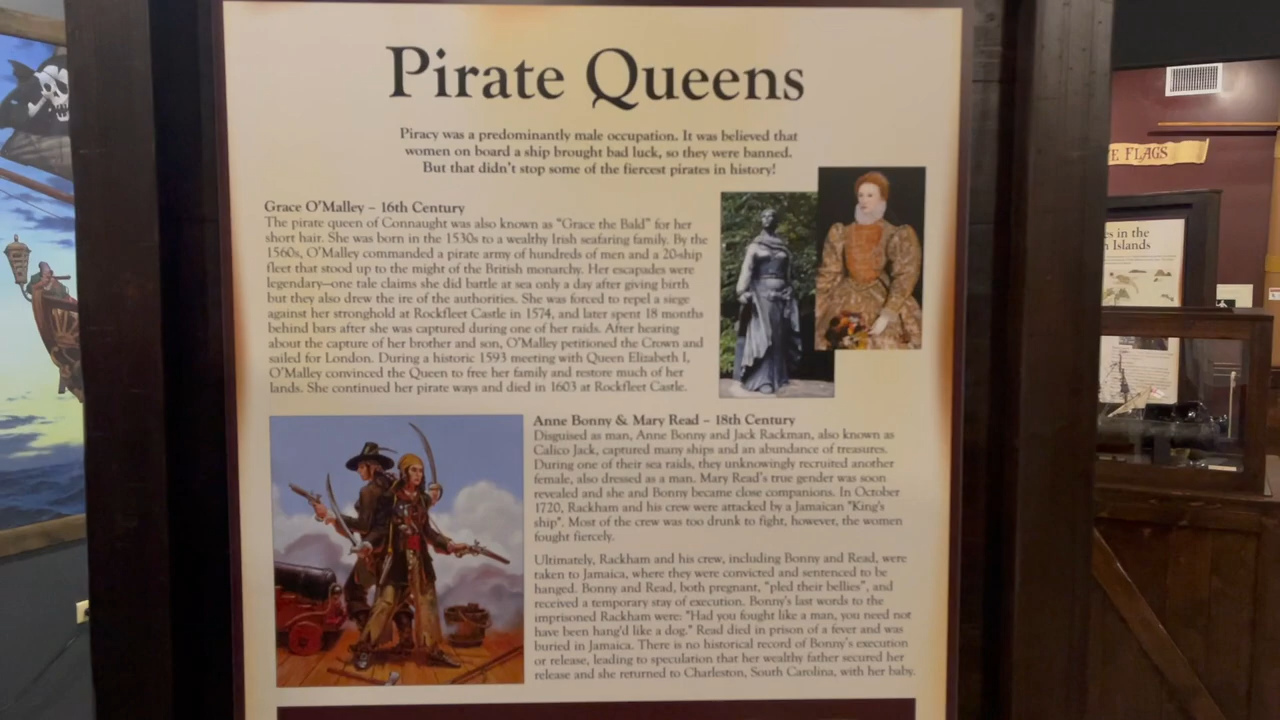 Pirate Queens
Piracy was a predominantly male occupation. It was believed that
women on board a ship brought bad luck, so they were banned.
But that didn't stop some of the fiercest pirates in history!
Grace O'Malley – 16th Century
The pirate queen of Connaught was also known as "Grace the Bald" for her
short hair. She was born in the 1530s to a wealthy Irish seafaring family. By the
1560s, O'Malley commanded a pirate army of hundreds of men and a 20-ship
fleet that stood up to the might of the British monarchy. Her escapades were
legendary—one tale claims she did battle at sea only a day after giving birth
but they also drew the ire of the authorities. She was forced to repel a siege
against her stronghold at Rockfleet Castle in 1574, and later spent 18 months
behind bars after she was captured during one of her raids. After hearing
about the capture of her brother and son, O'Malley petitioned the Crown and
sailed for London. During a historic 1593 meeting with Queen Elizabeth I,
O'Malley convinced the Queen to free her family and restore much of her
lands. She continued her pirate ways and died in 1603 at Rockfleet Castle.
Anne Bonny & Mary Read – 18th Century
Disguised as man, Anne Bonny and Jack Rackman, also known as
Calico Jack, captured many ships and an abundance of treasures.
During one of their sea raids, they unknowingly recruited another
female, also dressed as a man. Mary Read's true gender was soon
revealed and she and Bonny became close companions. In October
1720, Rackham and his crew were attacked by a Jamaican "King's
ship". Most of the crew was too drunk to fight, however, the women
fought fiercely.
Ultimately, Rackham and his crew, including Bonny and Read, were
taken to Jamaica, where they were convicted and sentenced to be
hanged. Bonny and Read, both pregnant, "pled their bellies", and
received a temporary stay of execution. Bonny's last words to the
imprisoned Rackham were: "Had you fought like a man, you need not
have been hang'd like a dog." Read died in prison of a fever and was
buried in Jamaica. There is no historical record of Bonny's execution
or release, leading to speculation that her wealthy father secured her
release and she returned to Charleston, South Carolina, with her baby.
FLAGS
in the
Islands